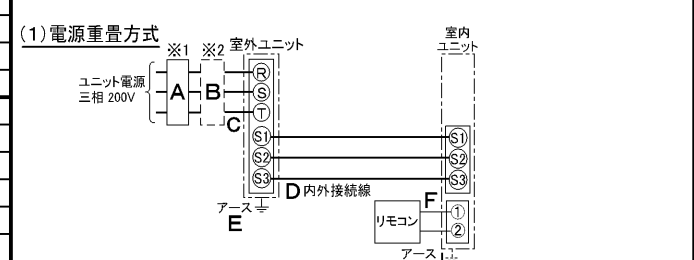 (1)電源重畳方式
※1 ※2 室外ユニット
室内
ユニット
ユニット電源
三相 200V
A
B
C
R
S
T
S1
S2
S3
S1
S2
S3
D 内外接続線
アース
E
リモコン
F
①
②
アース